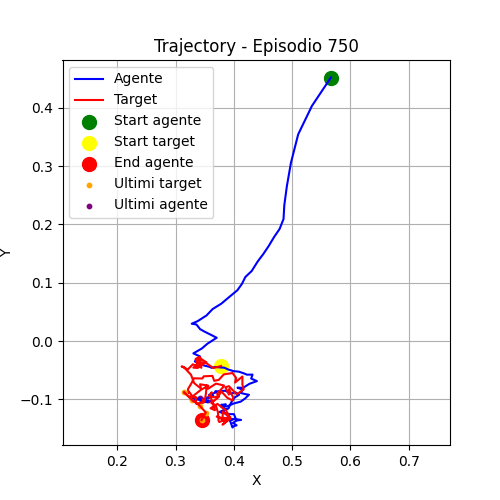 Trajectory - Episodio 750
Agente
Target
Start agente
Start target
End agente
Ultimi target
Ultimi agente
0.4
0.3
0.2
0.1
0.0
−0.1
Y
0.2
0.3
0.4
0.5
0.6
0.7
X